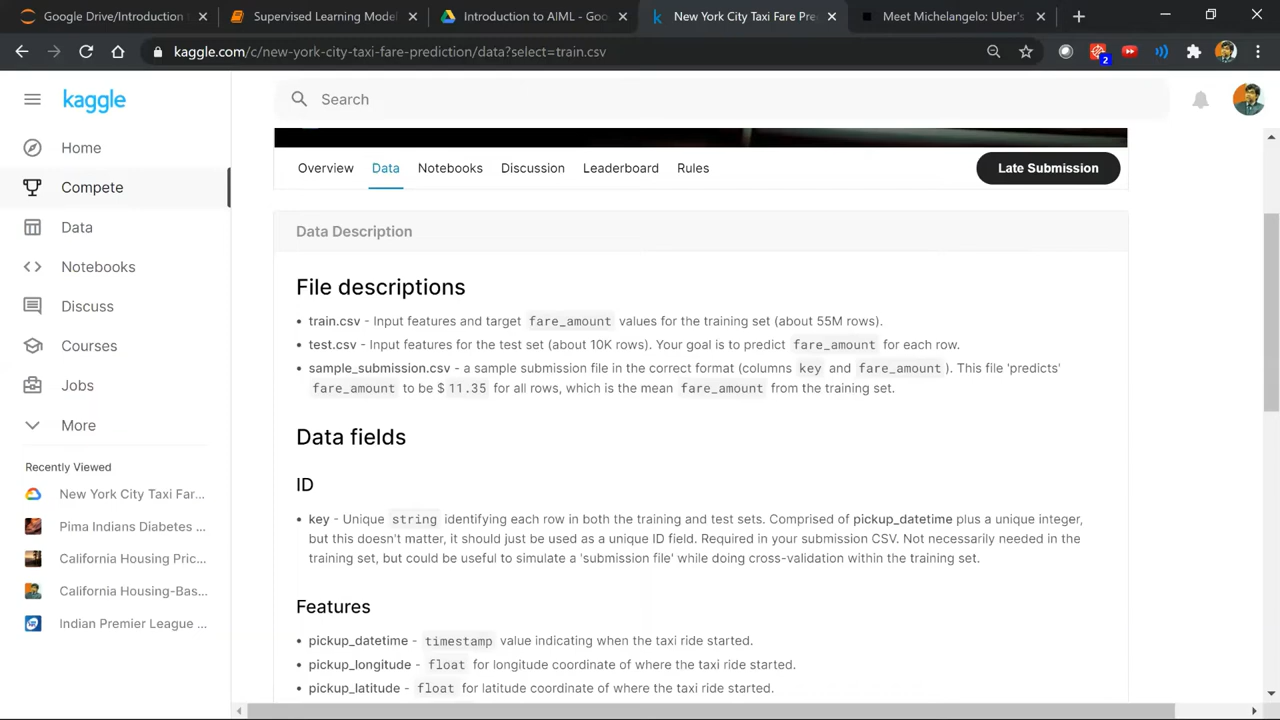 Google Drive/Introduction
Supervised Learning Model
Introduction to AIML - Goo
New York City Taxi Fare Pre
Meet Michelangelo: Uber's
kaggle.com/c/new-york-city-taxi-fare-prediction/data?select=train.csv
2
kaggle
Search
Home
Compete
Data
Notebooks
Discuss
Courses
Jobs
More
Recently Viewed
New York City Taxi Far...
Pima Indians Diabetes ...
California Housing Pric...
California Housing-Bas...
Indian Premier League ...
Overview Data Notebooks Discussion Leaderboard Rules
Late Submission
Data Description
File descriptions
• train.csv - Input features and target fare_amount values for the training set (about 55M rows).
• test.csv - Input features for the test set (about 10K rows). Your goal is to predict fare_amount for each row.
• sample_submission.csv - a sample submission file in the correct format (columns key and fare_amount ). This file 'predicts'
fare_amount to be $ 11.35 for all rows, which is the mean fare_amount from the training set.
Data fields
ID
• key - Unique string identifying each row in both the training and test sets. Comprised of pickup_datetime plus a unique integer,
but this doesn't matter, it should just be used as a unique ID field. Required in your submission CSV. Not necessarily needed in the
training set, but could be useful to simulate a 'submission file' while doing cross-validation within the training set.
Features
• pickup_datetime - timestamp value indicating when the taxi ride started.
• pickup_longitude - float for longitude coordinate of where the taxi ride started.
• pickup_latitude - float for latitude coordinate of where the taxi ride started.